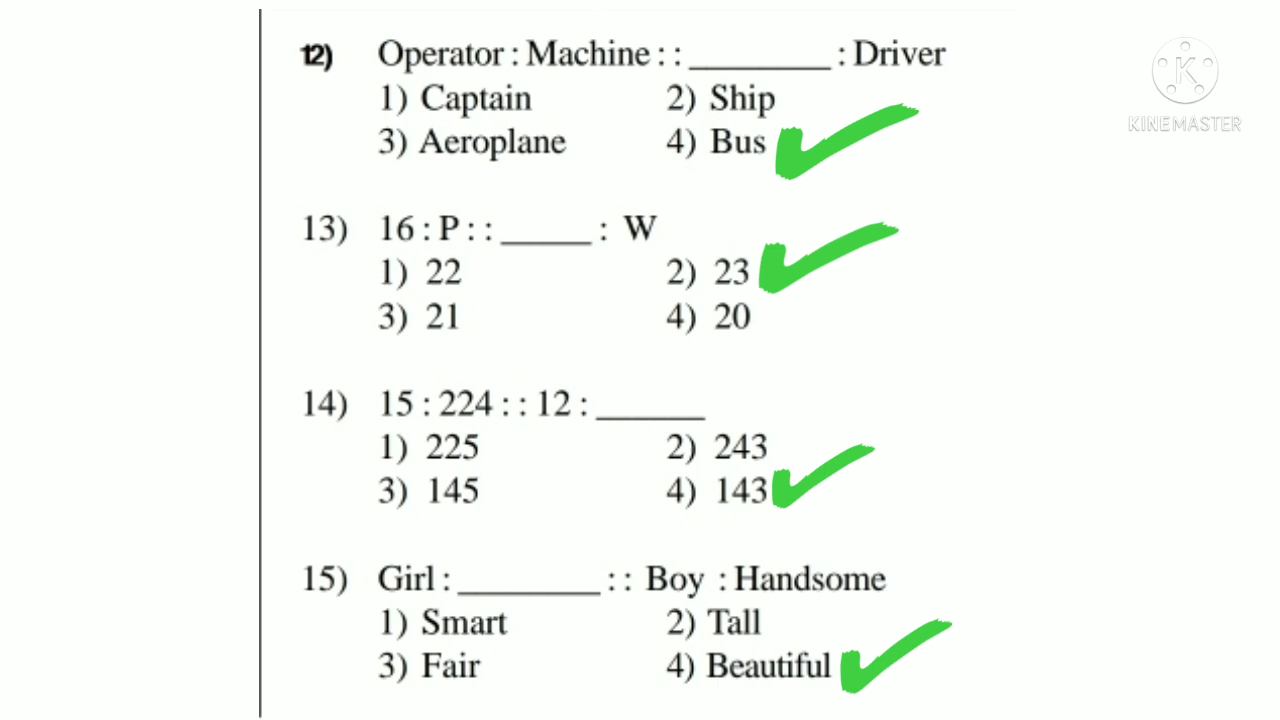 12) Operator : Machine : : ________ : Driver
1) Captain 2) Ship
3) Aeroplane 4) Bus
13) 16 : P : : _____ : W
1) 22 2) 23
3) 21 4) 20
14) 15 : 224 : : 12 : ______
1) 225 2) 243
3) 145 4) 143
15) Girl : ________ : : Boy : Handsome
1) Smart 2) Tall
3) Fair 4) Beautiful
K
KINEMASTER